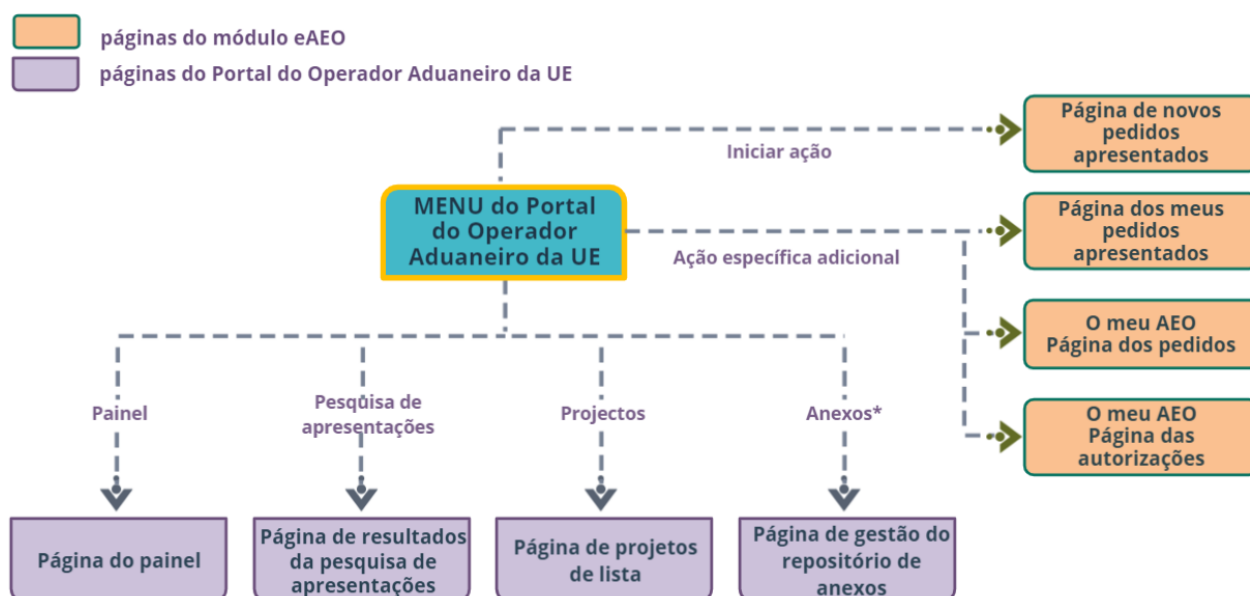 páginas do módulo eAEO
páginas do Portal do Operador Aduaneiro da UE
Página de novos
pedidos
apresentados
Iniciar ação
MENU do Portal
do Operador
Aduaneiro da UE
Ação específica adicional
Página dos meus
pedidos
apresentados
O meu AEO
Página dos pedidos
O meu AEO
Página das
autorizações
Painel
Pesquisa de
apresentações
Projectos
Anexos*
Página do painel
Página de resultados
da pesquisa de
apresentações
Página de projetos
de lista
Página de gestão do
repositório de
anexos